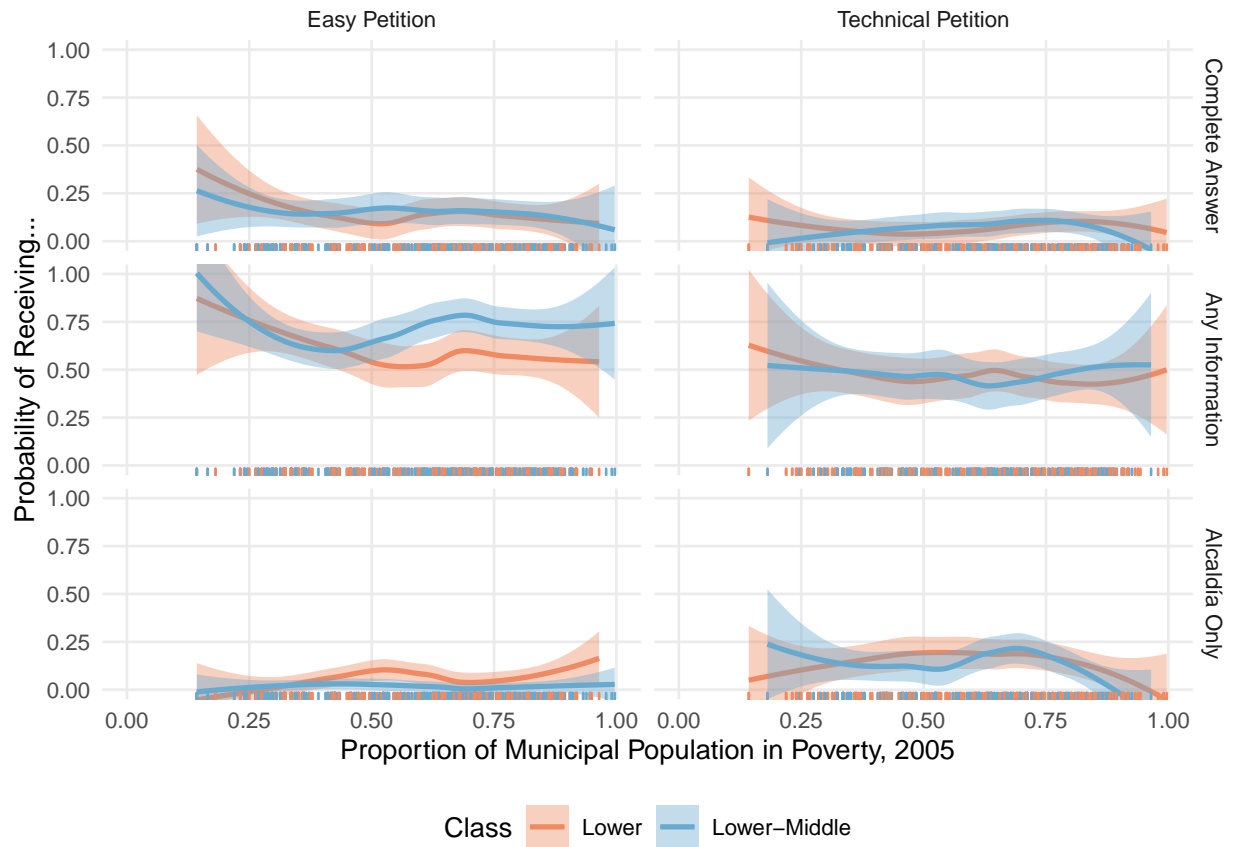 Easy Petition
Technical Petition
1.00
0.75
0.50
0.25
0.00
Complete Answer
1.00
0.75
0.50
0.25
0.00
Any Information
1.00
0.75
0.50
0.25
0.00
Alcaldía Only
Probability of Receiving...
0.00 0.25 0.50 0.75 1.00
0.00 0.25 0.50 0.75 1.00
Proportion of Municipal Population in Poverty, 2005
Class Lower Lower−Middle